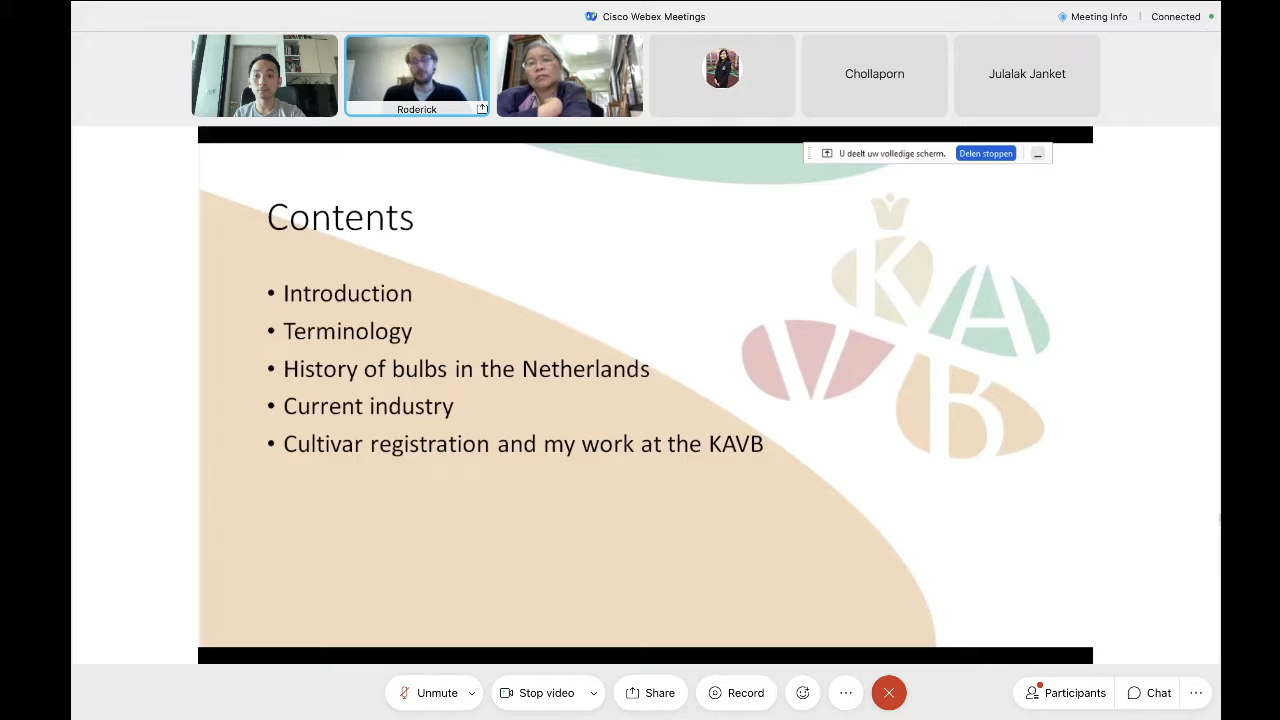 Cisco Webex Meetings
Meeting Info
Connected
Roderick
Chollaporn
Julalak Janket
U deelt uw volledige scherm.
Delen stoppen
Contents
• Introduction
• Terminology
• History of bulbs in the Netherlands
• Current industry
• Cultivar registration and my work at the KAVB
K
A
V
B
Unmute
Stop video
Share
Record
Participants
Chat